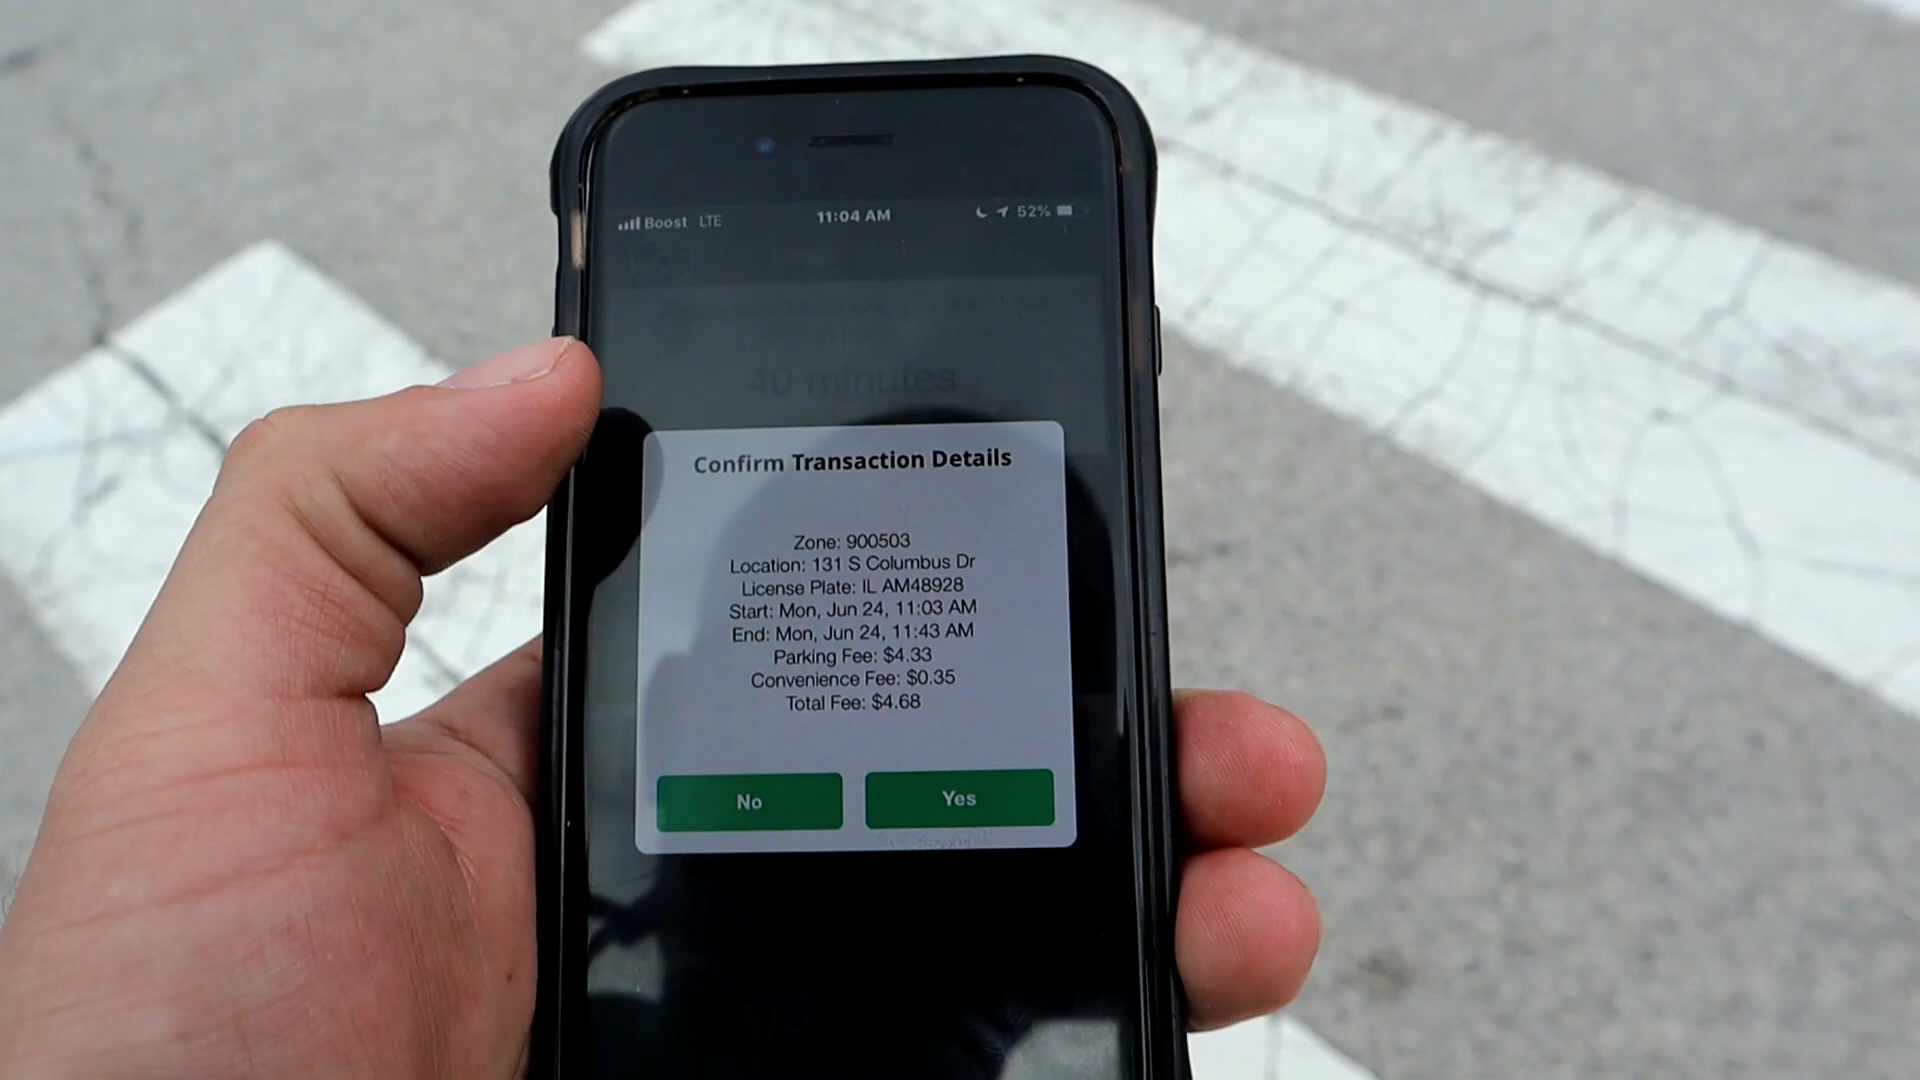 Boost LTE 11:04 AM 52%
40 minutes
Confirm Transaction Details
Zone: 900503
Location: 131 S Columbus Dr
License Plate: IL AM48928
Start: Mon, Jun 24, 11:03 AM
End: Mon, Jun 24, 11:43 AM
Parking Fee: $4.33
Convenience Fee: $0.35
Total Fee: $4.68
No Yes